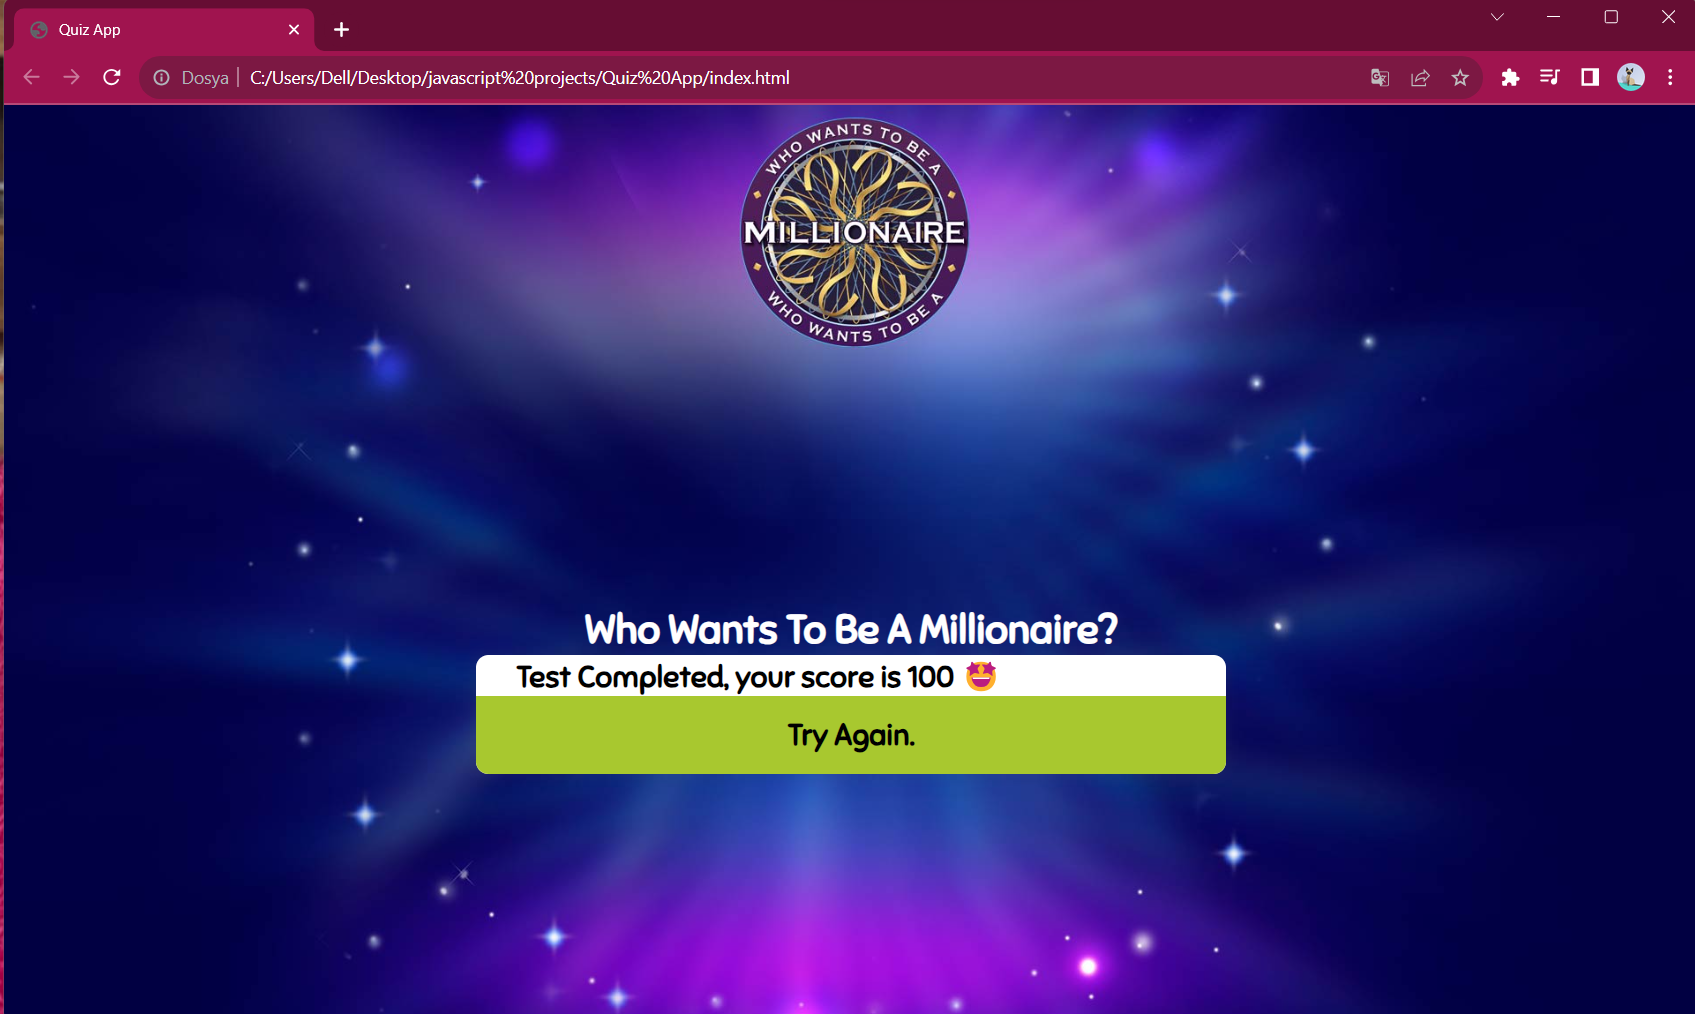 Quiz App
Dosya
C:/Users/Dell/Desktop/javascript%20projects/Quiz%20App/index.html
WHO WANTS TO BE A
MILLIONAIRE
WHO WANTS TO BE A
Who Wants To Be A Millionaire?
Test Completed, your score is 100 🤩
Try Again.